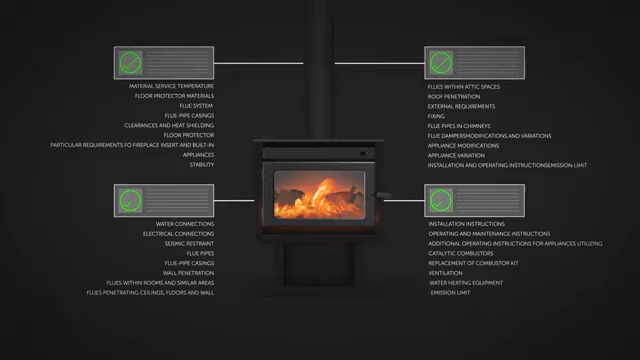 MATERIAL SERVICE TEMPERATURE
FLOOR PROTECTOR MATERIALS
FLUE SYSTEM
FLUE-PIPE CASINGS
CLEARANCES AND HEAT SHIELDING
FLOOR PROTECTOR
PARTICULAR REQUIREMENTS FO FIREPLACE INSERT AND BUILT-IN
APPLIANCES
STABILITY
FLUES WITHIN ATTIC SPACES
ROOF PENETRATION
EXTERNAL REQUIREMENTS
FIXING
FLUE PIPES IN CHIMNEYS
FLUE DAMPERSMODIFICATIONS AND VARIATIONS
APPLIANCE MODIFICATIONS
APPLIANCE VARIATION
INSTALLATION AND OPERATING INSTRUCTIONSEMISSION LIMIT
WATER CONNECTIONS
ELECTRICAL CONNECTIONS
SEISMIC RESTRAINT
FLUE PIPES
FLUE-PIPE CASINGS
WALL PENETRATION
FLUES WITHIN ROOMS AND SIMILAR AREAS
FLUES PENETRATING CEILINGS, FLOORS AND WALL
INSTALLATION INSTRUCTIONS
OPERATING AND MAINTENANCE INSTRUCTIONS
ADDITIONAL OPERATING INSTRUCTIONS FOR APPLIANCES UTILIZING
CATALYTIC COMBUSTORS
REPLACEMENT OF COMBUSTOR KIT
VENTILATION
WATER HEATING EQUIPMENT
EMISSION LIMIT